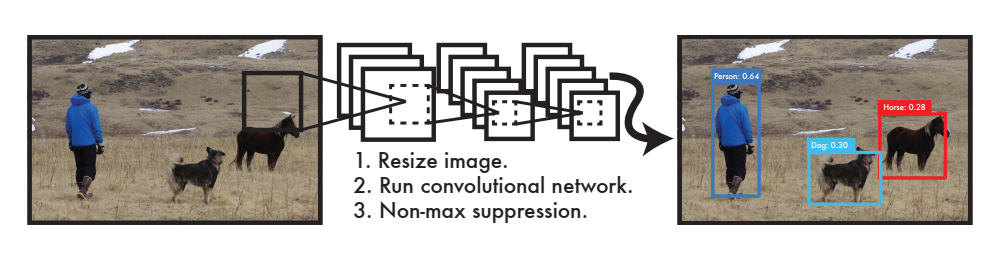 1. Resize image.
2. Run convolutional network.
3. Non-max suppression.
Person: 0.64
Horse: 0.28
Dog: 0.30